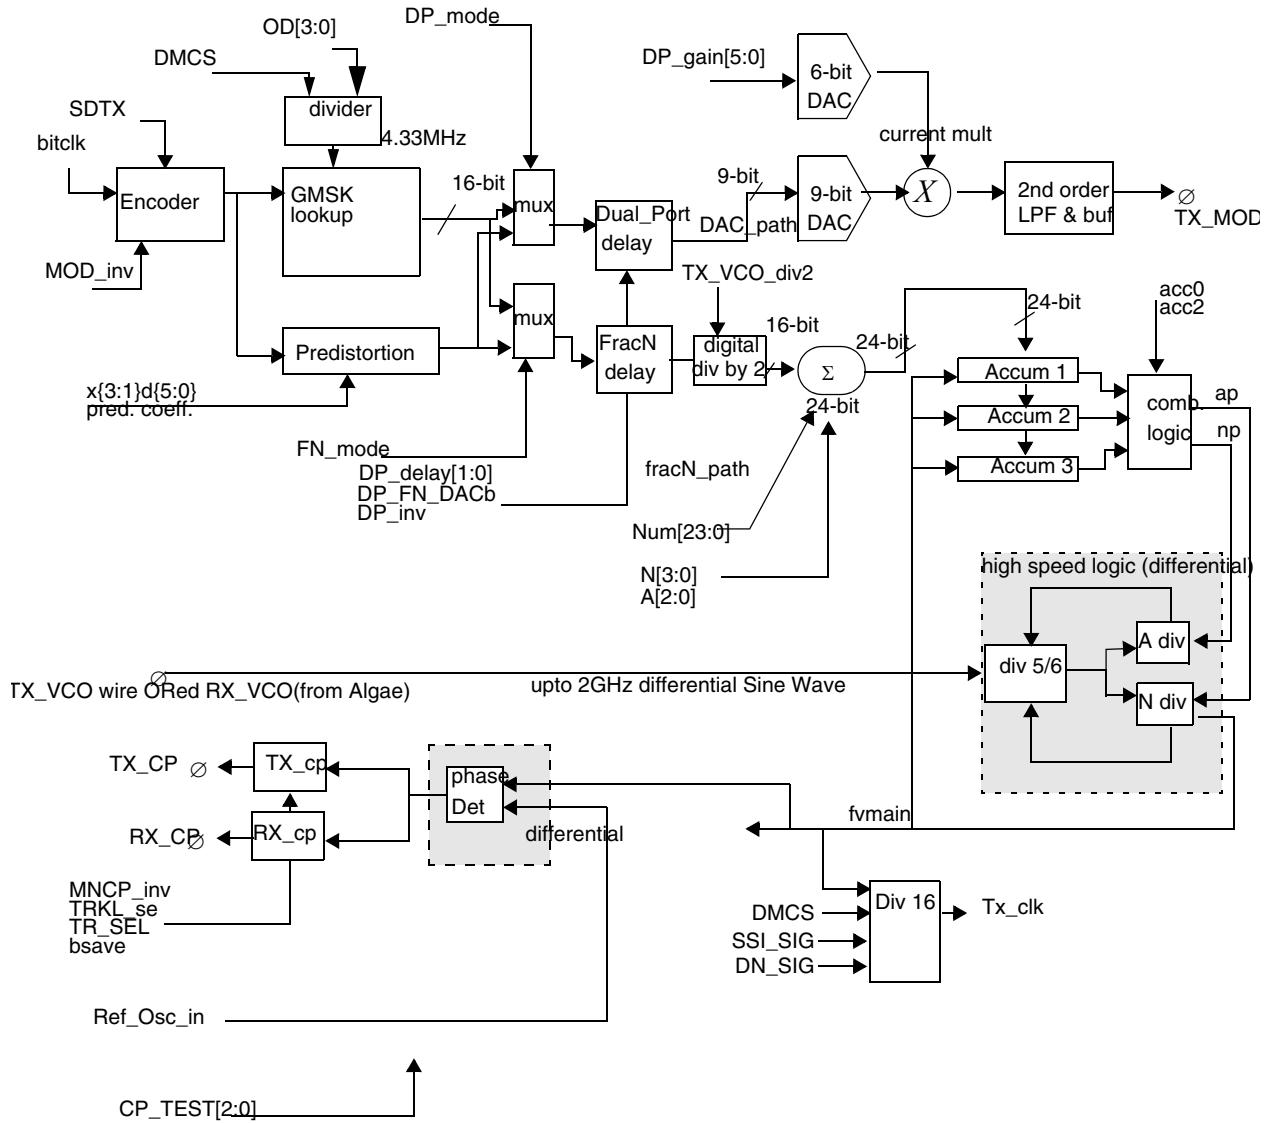 DP_mode
OD[3:0]
DMCS
DP_gain[5:0]
6-bit
DAC
divider
SDTX
4.33MHz
current mult
bitclk
16-bit
9-bit
Encoder
GMSK
lookup
mux
Dual_Port
delay
DAC_path
9-bit
DAC
X
2nd order
LPF & buf
∅
TX_MOD
MOD_inv
TX_VCO_div2
acc0
acc2
24-bit
mux
16-bit
FracN
delay
digital
div by 2
Σ
24-bit
24-bit
Predistortion
Accum 1
Accum 2
Accum 3
comb.
logic
ap
np
x{3:1}d{5:0}
pred. coeff.
FN_mode
DP_delay[1:0]
DP_FN_DACb
DP_inv
fracN_path
Num[23:0]
N[3:0]
A[2:0]
high speed logic (differential)
A div
div 5/6
N div
∅
TX_VCO wire ORed RX_VCO(from Algae)
upto 2GHz differential Sine Wave
TX_CP ∅
TX_cp
phase
Det
RX_CP∅
RX_cp
differential
fvmain
MNCP_inv
TRKL_se
TR_SEL
bsave
Div 16
DMCS
SSI_SIG
DN_SIG
Tx_clk
Ref_Osc_in
CP_TEST[2:0]